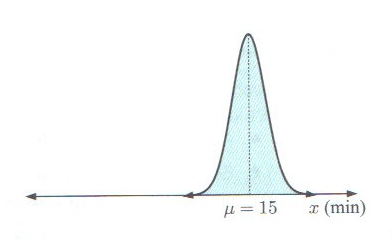 μ = 15 x (min)